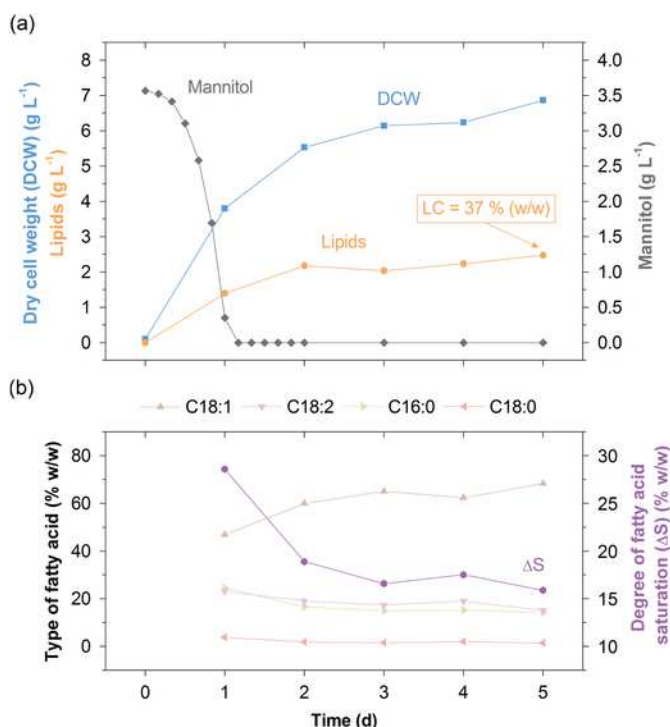 (a)
Dry cell weight (DCW) (g L⁻¹)
Lipids (g L⁻¹)
8
7
6
5
4
3
2
1
0
Mannitol
DCW
LC = 37 % (w/w)
Lipids
4.0
3.5
3.0
2.5
2.0
1.5
1.0
0.5
0.0
Mannitol (g L⁻¹)
(b)
C18:1 C18:2 C16:0 C18:0
Type of fatty acid (% w/w)
80
60
40
20
0
ΔS
30
25
20
15
10
Degree of fatty acid
saturation (ΔS) (% w/w)
0 1 2 3 4 5
Time (d)